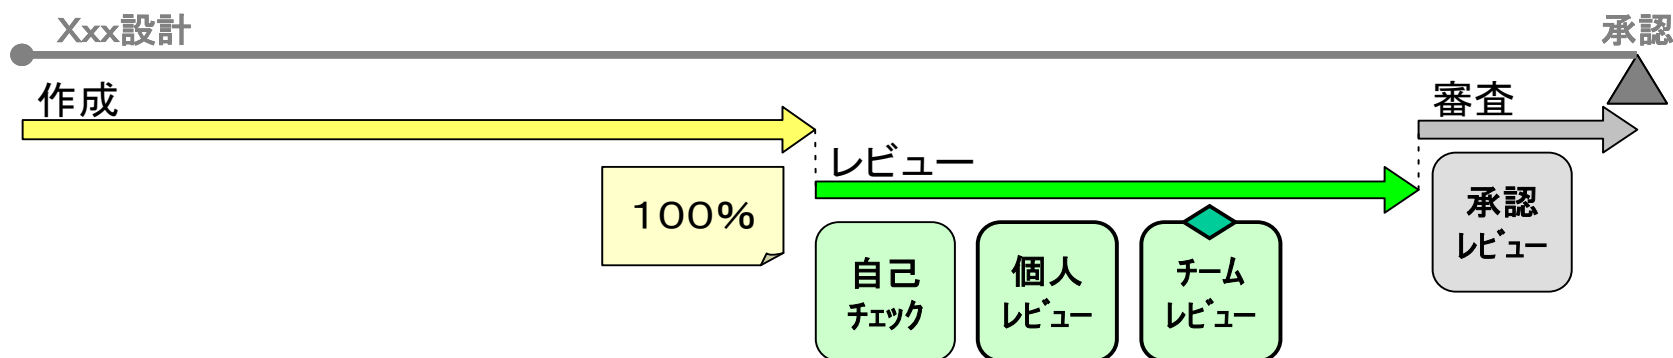 Xxx設計
承認
作成
審査
レビュー
100%
自己
チェック
個人
レビュー
チーム
レビュー
承認
レビュー